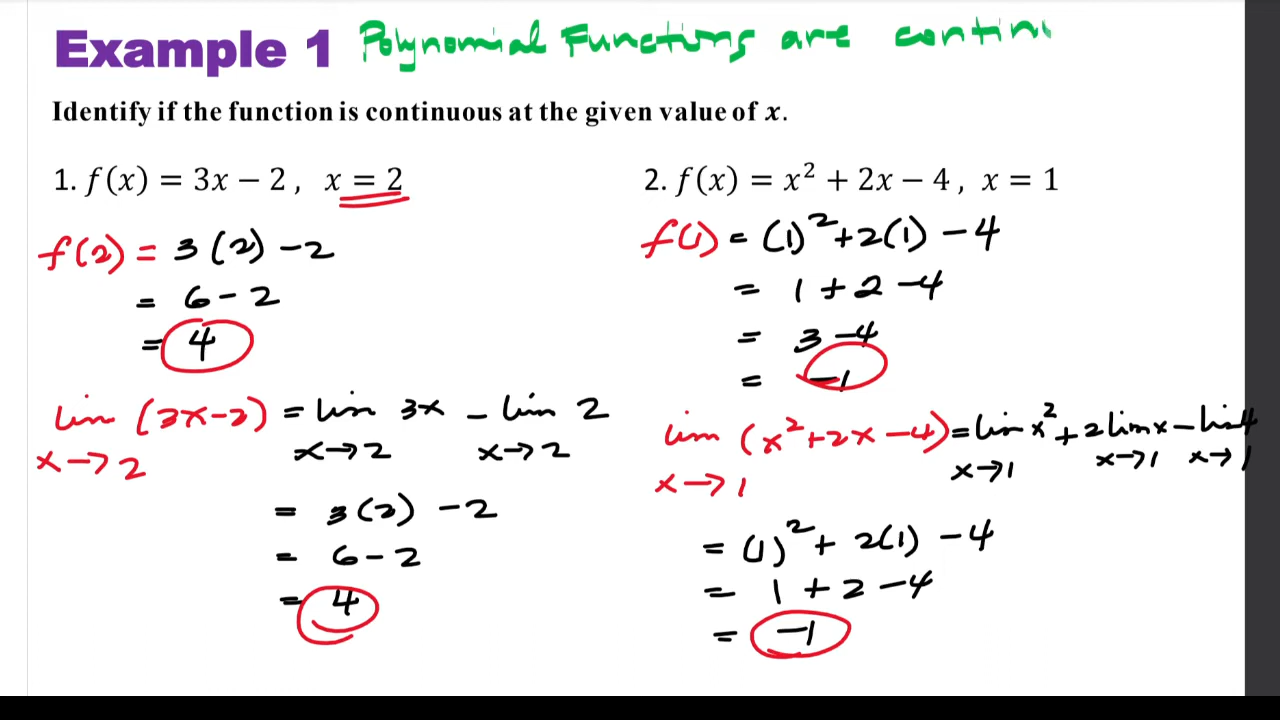 Example 1 Polynomial Functions are contin
Identify if the function is continuous at the given value of x.
1. f(x) = 3x − 2 , x = 2
f(2) = 3(2) − 2
= 6 − 2
= 4
lim (3x−2) = lim 3x − lim 2
x→2 x→2 x→2
= 3(2) − 2
= 6 − 2
= 4
2. f(x) = x² + 2x − 4 , x = 1
f(1) = (1)² + 2(1) − 4
= 1 + 2 − 4
= 3 − 4
= −1
lim (x² + 2x − 4) = lim x² + 2 lim x − lim 4
x→1 x→1 x→1 x→1
= (1)² + 2(1) − 4
= 1 + 2 − 4
= −1